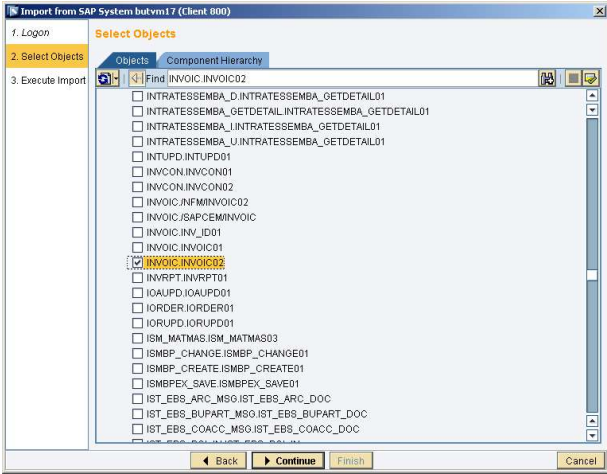 Import from SAP System butvm17 (Client 800)
1. Logon
2. Select Objects
3. Execute Import
Select Objects
Objects Component Hierarchy
Find INVOIC.INVOIC02
INTRATESSEMBA_D.INTRATESSEMBA_GETDETAIL01
INTRATESSEMBA_GETDETAIL.INTRATESSEMBA_GETDETAIL01
INTRATESSEMBA_I.INTRATESSEMBA_GETDETAIL01
INTRATESSEMBA_U.INTRATESSEMBA_GETDETAIL01
INTUPD.INTUPD01
INVCON.INVCON01
INVCON.INVCON02
INVOIC./NFM/INVOIC02
INVOIC./SAPCEM/INVOIC
INVOIC.INV_ID01
INVOIC.INVOIC01
INVOIC.INVOIC02
INVRPT.INVRPT01
IOAUPD.IOAUPD01
IORDER.IORDER01
IORUPD.IORUPD01
ISM_MATMAS.ISM_MATMAS03
ISMBP_CHANGE.ISMBP_CHANGE01
ISMBP_CREATE.ISMBP_CREATE01
ISMBPEX_SAVE.ISMBPEX_SAVE01
IST_EBS_ARC_MSG.IST_EBS_ARC_DOC
IST_EBS_BUPART_MSG.IST_EBS_BUPART_DOC
IST_EBS_COACC_MSG.IST_EBS_COACC_DOC
Back Continue Finish Cancel